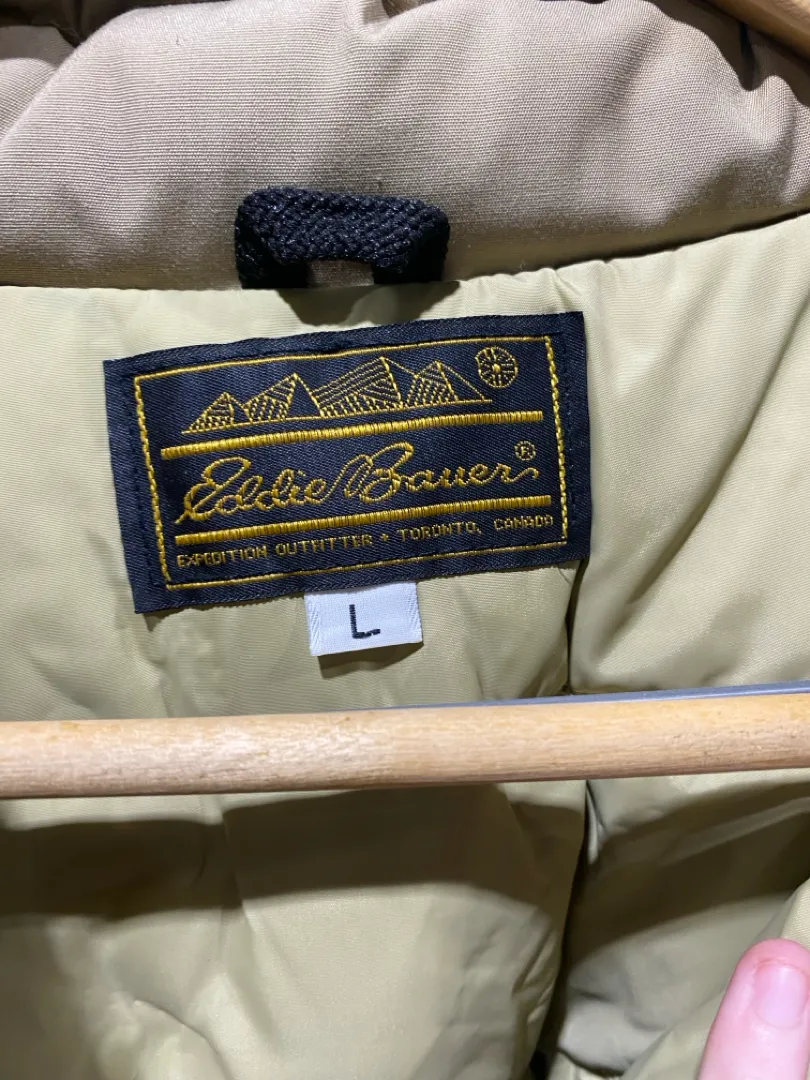 Eddie Bauer®
EXPEDITION OUTFITTER • TORONTO, CANADA
L